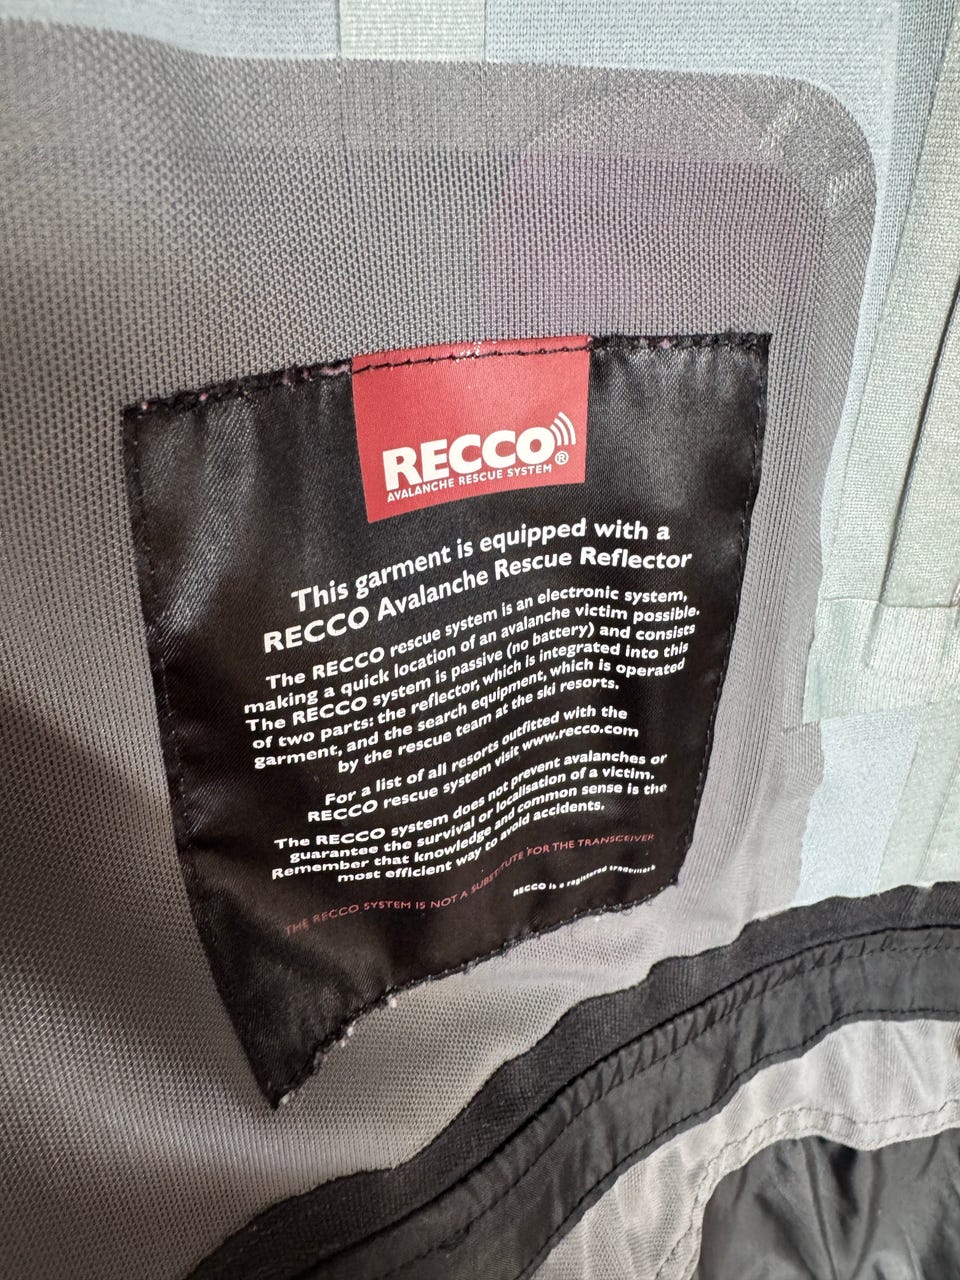 RECCO®
AVALANCHE RESCUE SYSTEM
This garment is equipped with a
RECCO Avalanche Rescue Reflector
The RECCO rescue system is an electronic system,
making a quick location of an avalanche victim possible.
The RECCO system is passive (no battery) and consists
of two parts: the reflector, which is integrated into this
garment, and the search equipment, which is operated
by the rescue team at the ski resorts.
For a list of all resorts outfitted with the
RECCO rescue system visit www.recco.com
The RECCO system does not prevent avalanches or
guarantee the survival or localisation of a victim.
Remember that knowledge and common sense is the
most efficient way to avoid accidents.
THE RECCO SYSTEM IS NOT A SUBSTITUTE FOR THE TRANSCEIVER.
RECCO is a registered trademark